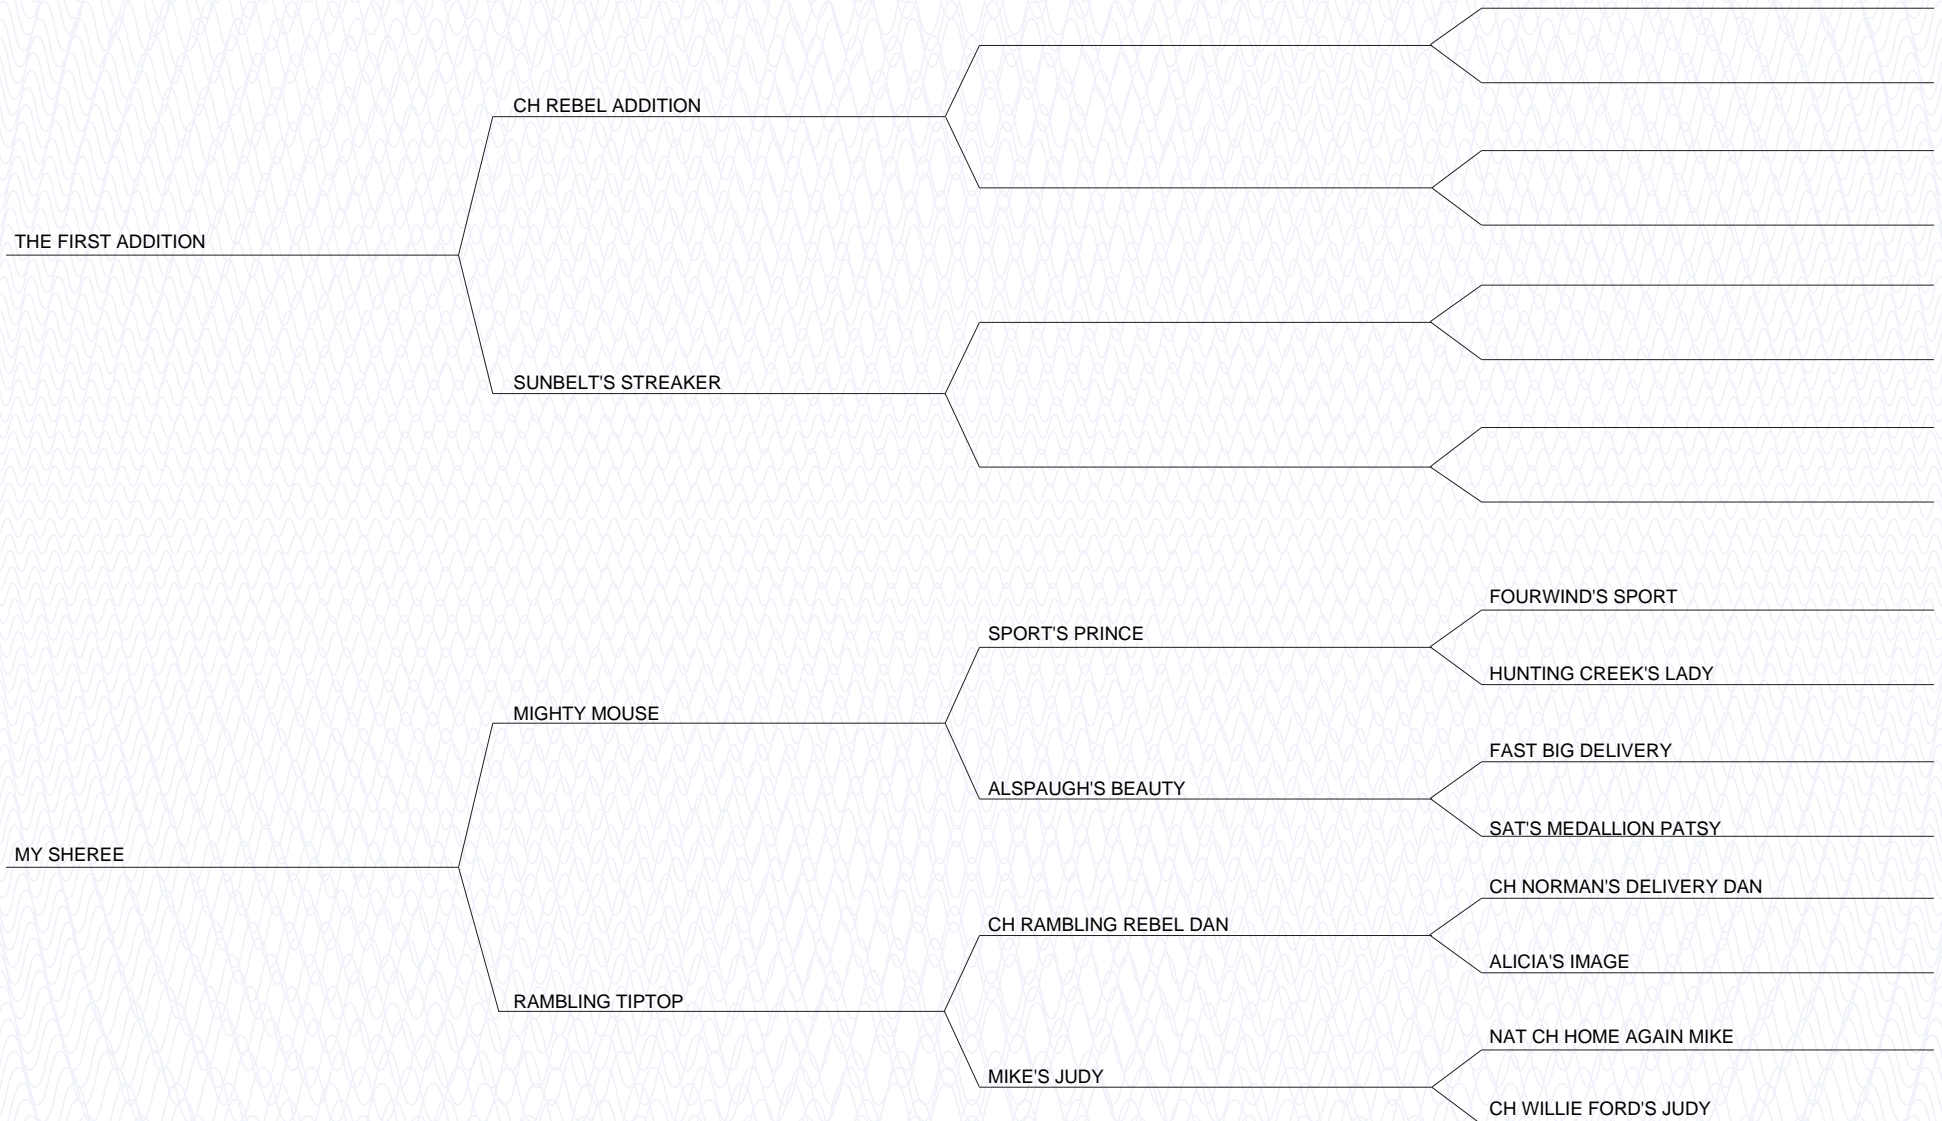 CH REBEL ADDITION
THE FIRST ADDITION
SUNBELT'S STREAKER
FOURWIND'S SPORT
SPORT'S PRINCE
HUNTING CREEK'S LADY
MIGHTY MOUSE
FAST BIG DELIVERY
ALSPAUGH'S BEAUTY
SAT'S MEDALLION PATSY
MY SHEREE
CH NORMAN'S DELIVERY DAN
CH RAMBLING REBEL DAN
ALICIA'S IMAGE
RAMBLING TIPTOP
NAT CH HOME AGAIN MIKE
MIKE'S JUDY
CH WILLIE FORD'S JUDY